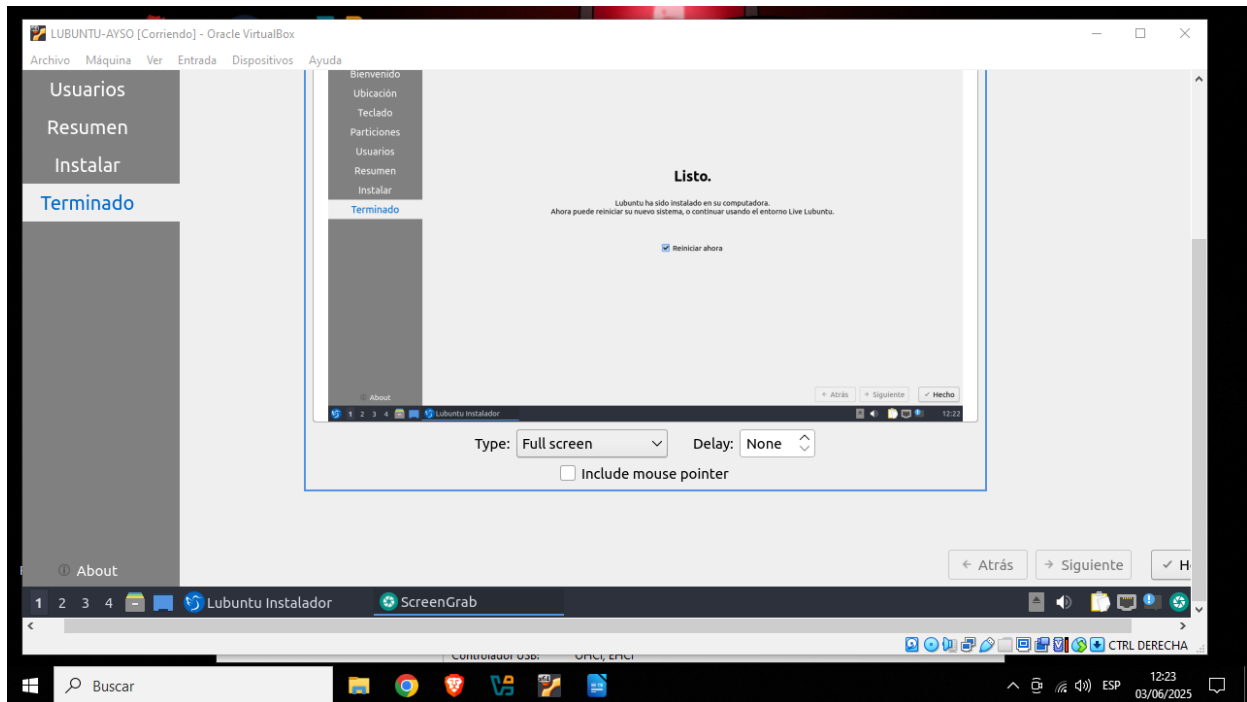 LUBUNTU-AYSO [Corriendo] - Oracle VirtualBox
Archivo Máquina Ver Entrada Dispositivos Ayuda
Usuarios
Resumen
Instalar
Terminado
Bienvenido
Ubicación
Teclado
Particiones
Usuarios
Resumen
Instalar
Terminado
Listo.
Lubuntu ha sido instalado en su computadora.
Ahora puede reiniciar su nuevo sistema, o continuar usando el entorno Live Lubuntu.
Reiniciar ahora
About
Atrás Siguiente Hecho
1 2 3 4 Lubuntu Instalador 12:22
Type: Full screen Delay: None
Include mouse pointer
About
Atrás Siguiente H
1 2 3 4 Lubuntu Instalador ScreenGrab
CTRL DERECHA
Controlador USB: OHCI, EHCI
Buscar
ESP
12:23
03/06/2025